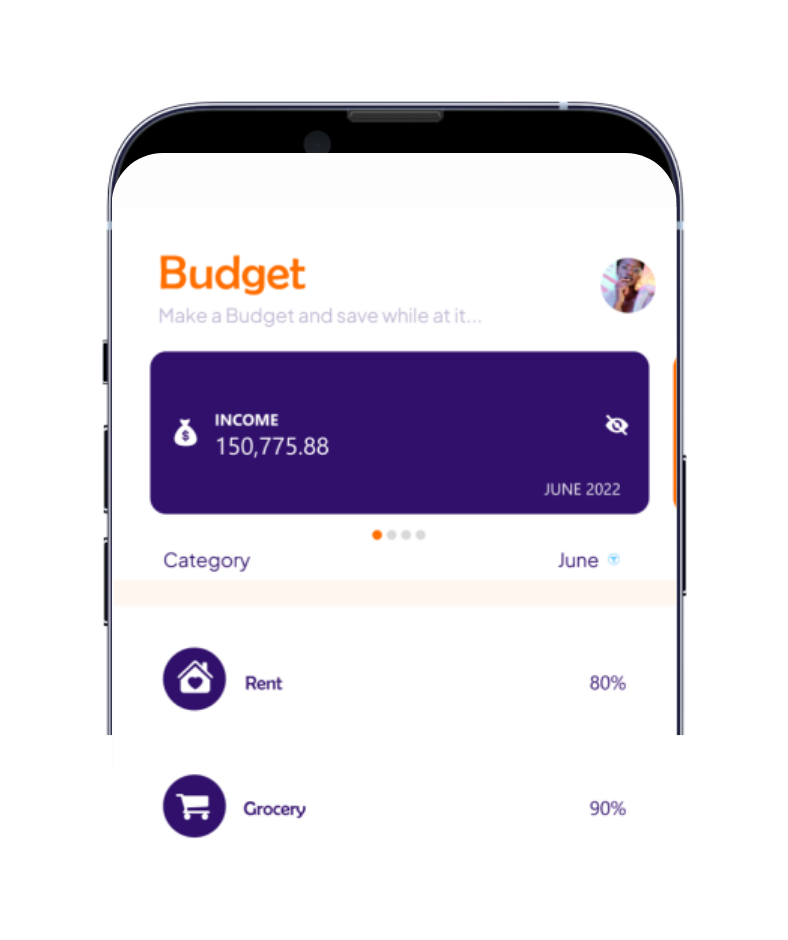 Budget
Make a Budget and save while at it...
INCOME
150,775.88
JUNE 2022
Category June
Rent 80%
Grocery 90%